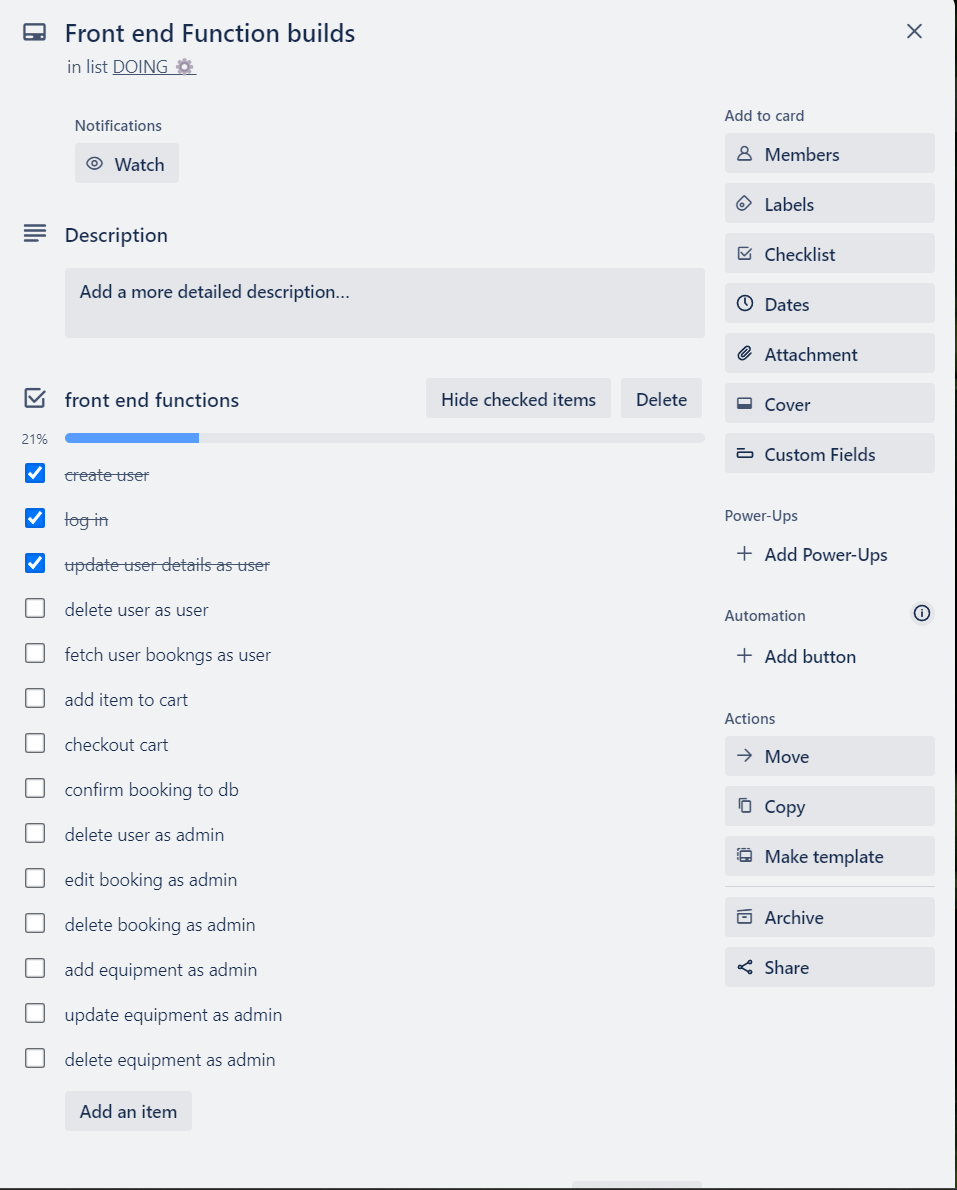 Front end Function builds
in list DOING ⚙️
Notifications
Watch
Description
Add a more detailed description…
front end functions
Hide checked items
Delete
21%
create user
log in
update user details as user
delete user as user
fetch user bookngs as user
add item to cart
checkout cart
confirm booking to db
delete user as admin
edit booking as admin
delete booking as admin
add equipment as admin
update equipment as admin
delete equipment as admin
Add an item
Add to card
Members
Labels
Checklist
Dates
Attachment
Cover
Custom Fields
Power-Ups
Add Power-Ups
Automation
Add button
Actions
Move
Copy
Make template
Archive
Share